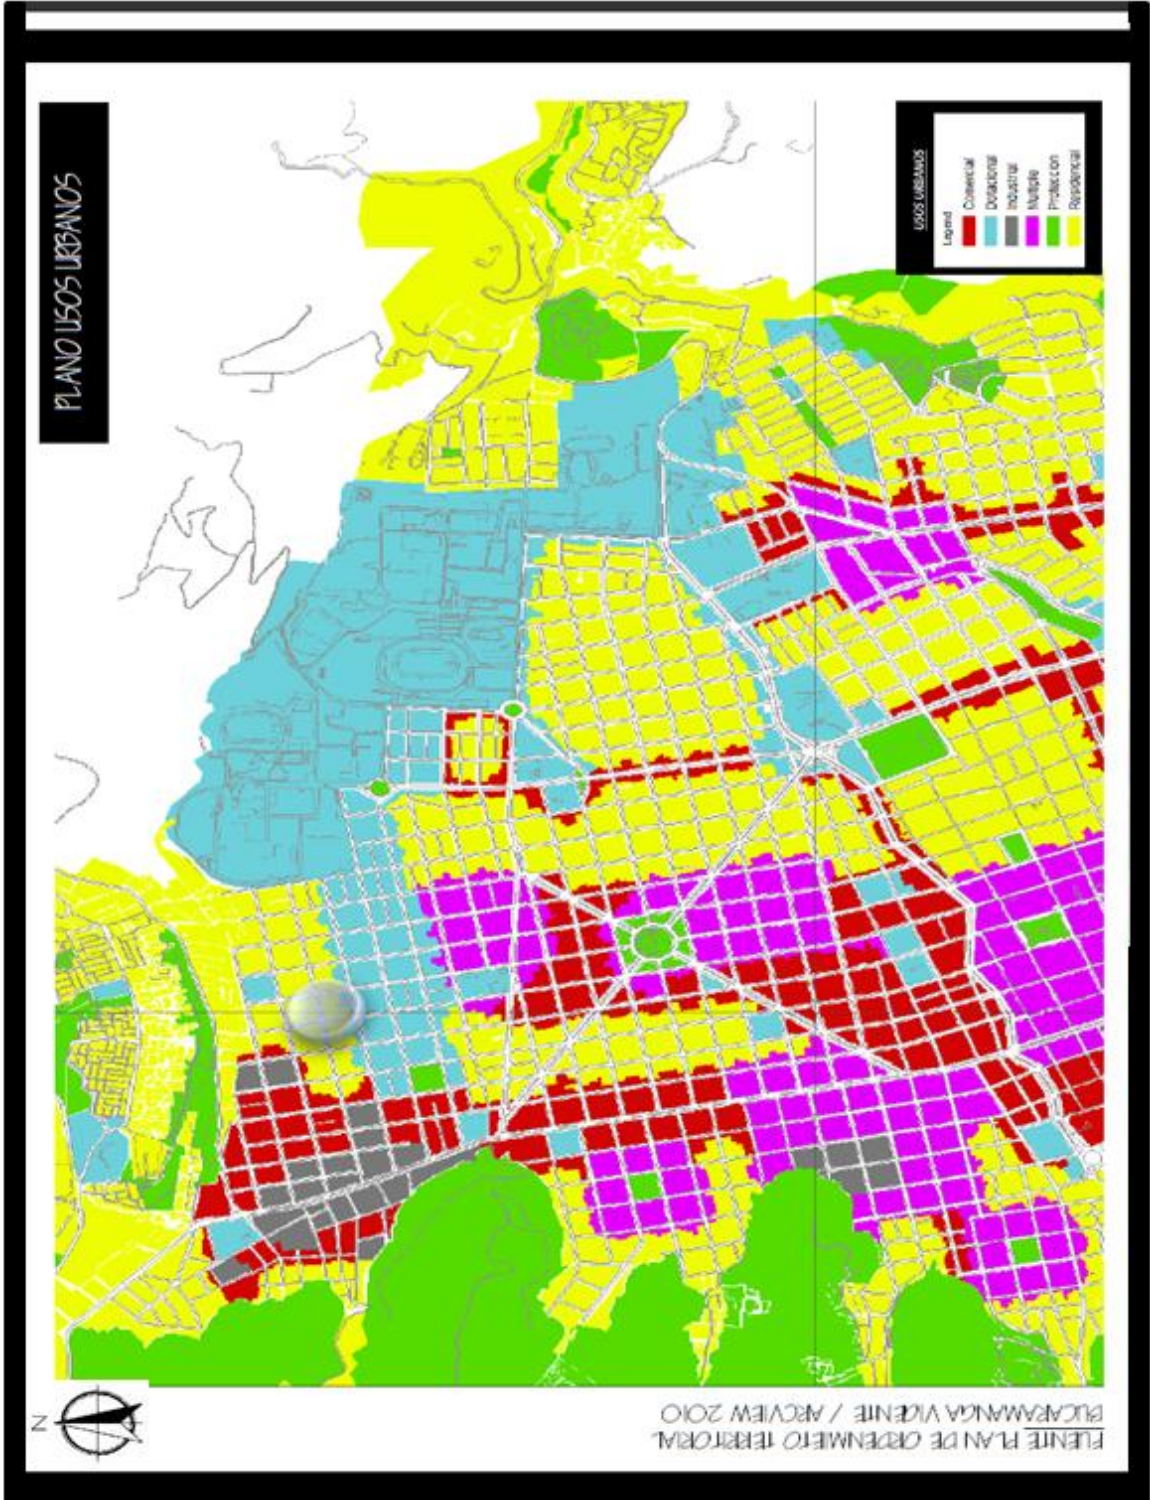 PLANO USOS URBANOS
USOS URBANOS
Legend
Comercial
Dotacional
Industrial
Multiple
Proteccion
Residencial
FUENTE PLAN DE ORDENMIETO TERRITORIAL
BUCARAMANGA VIGENTE / ARCVIEW 2010
N